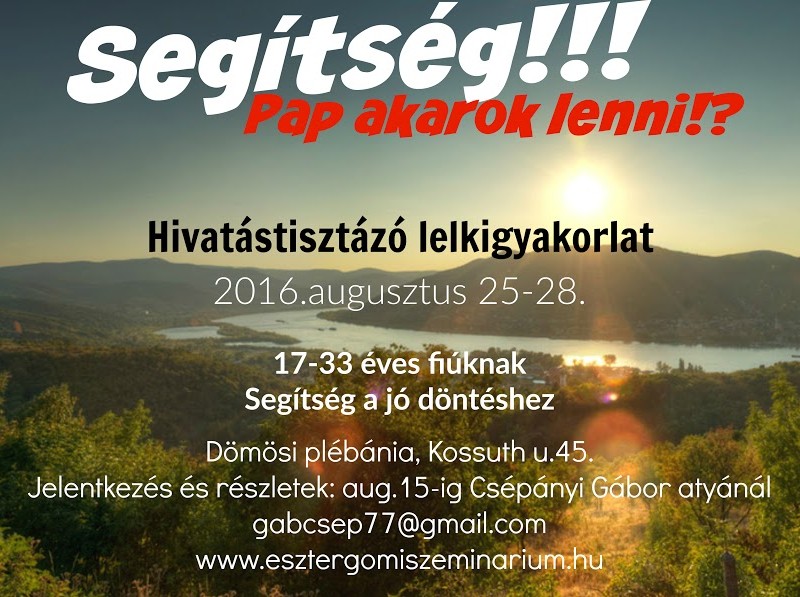 Segítség!!!
Pap akarok lenni!?
Hivatástisztázó lelkigyakorlat
2016.augusztus 25-28.
17-33 éves fiúknak
Segítség a jó döntéshez
Dömösi plébánia, Kossuth u.45.
Jelentkezés és részletek: aug.15-ig Csépányi Gábor atyánál
gabcsep77@gmail.com
www.esztergomiszeminarium.hu